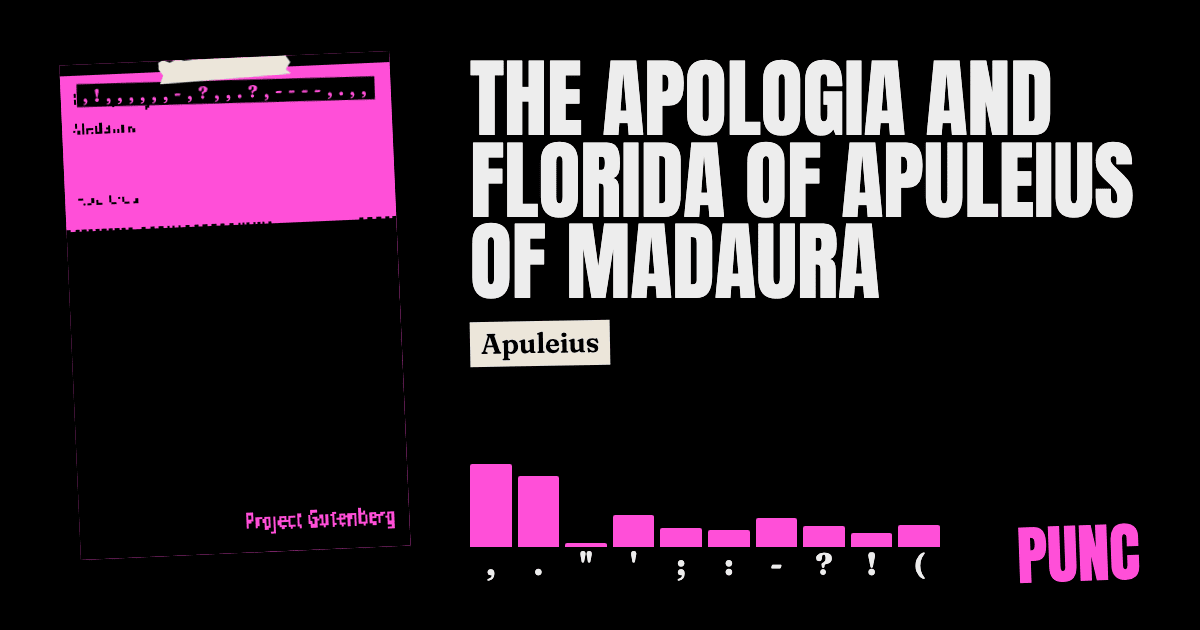 ,!,,,,,,-,?,,.?,----,.,,
Project Gutenberg
THE APOLOGIA AND
FLORIDA OF APULEIUS
OF MADAURA
Apuleius
, . " ' ; : - ? ! (
PUNC